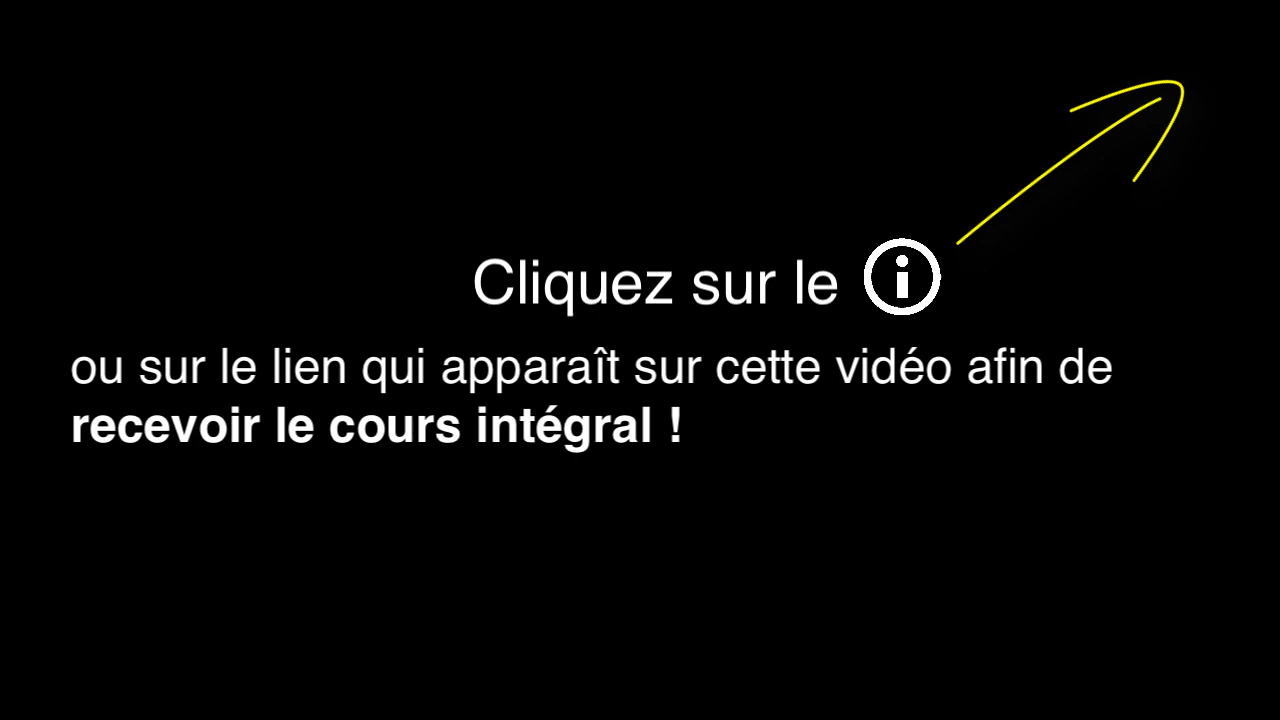 Cliquez sur le i
ou sur le lien qui apparaît sur cette vidéo afin de
recevoir le cours intégral !